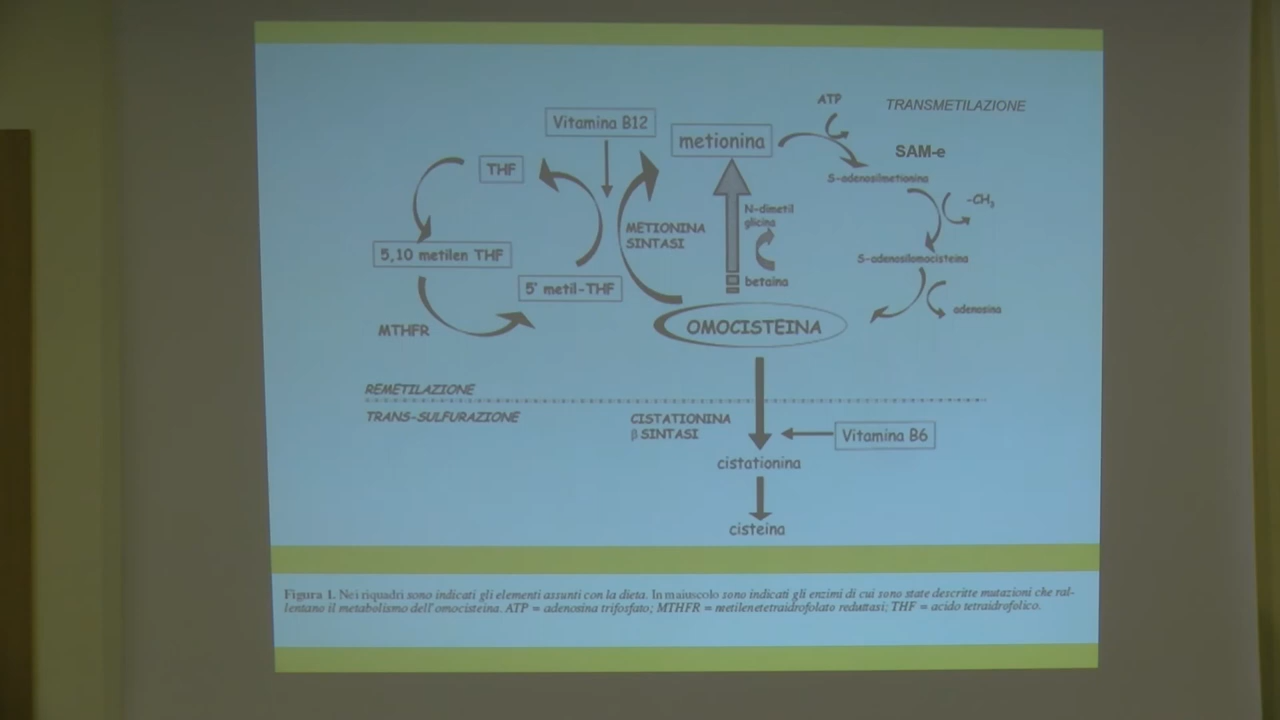 ATP
TRANSMETILAZIONE
Vitamina B12
metionina
SAM-e
THF
S-adenosilmetionina
-CH3
N-dimetil
glicina
METIONINA
SINTASI
5,10 metilen THF
S-adenosilomocisteina
5' metil-THF
betaina
adenosina
MTHFR
OMOCISTEINA
REMETILAZIONE
TRANS-SULFURAZIONE
CISTATIONINA
β SINTASI
Vitamina B6
cistationina
cisteina
Figura 1. Nei riquadri sono indicati gli elementi assunti con la dieta. In maiuscolo sono indicati gli enzimi di cui sono state descritte mutazioni che ral-
lentano il metabolismo dell'omocisteina. ATP = adenosina trifosfato; MTHFR = metilenetetraidrofolato reduttasi; THF = acido tetraidrofolico.